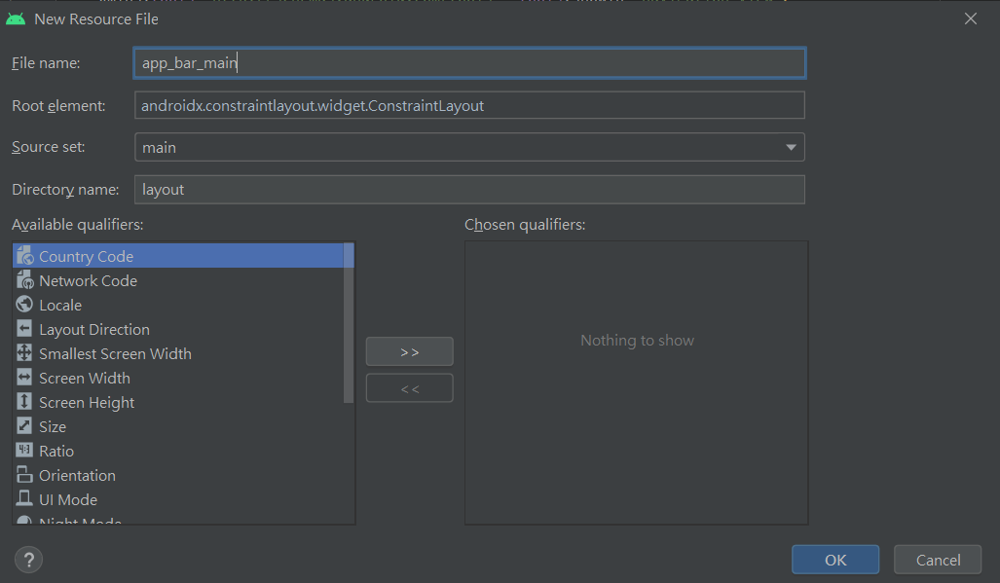 New Resource File
File name:
app_bar_main
Root element:
androidx.constraintlayout.widget.ConstraintLayout
Source set:
main
Directory name:
layout
Available qualifiers:
Chosen qualifiers:
Country Code
Network Code
Locale
Layout Direction
Smallest Screen Width
Screen Width
Screen Height
Size
Ratio
Orientation
UI Mode
Night Mode
>>
<<
Nothing to show
?
OK
Cancel